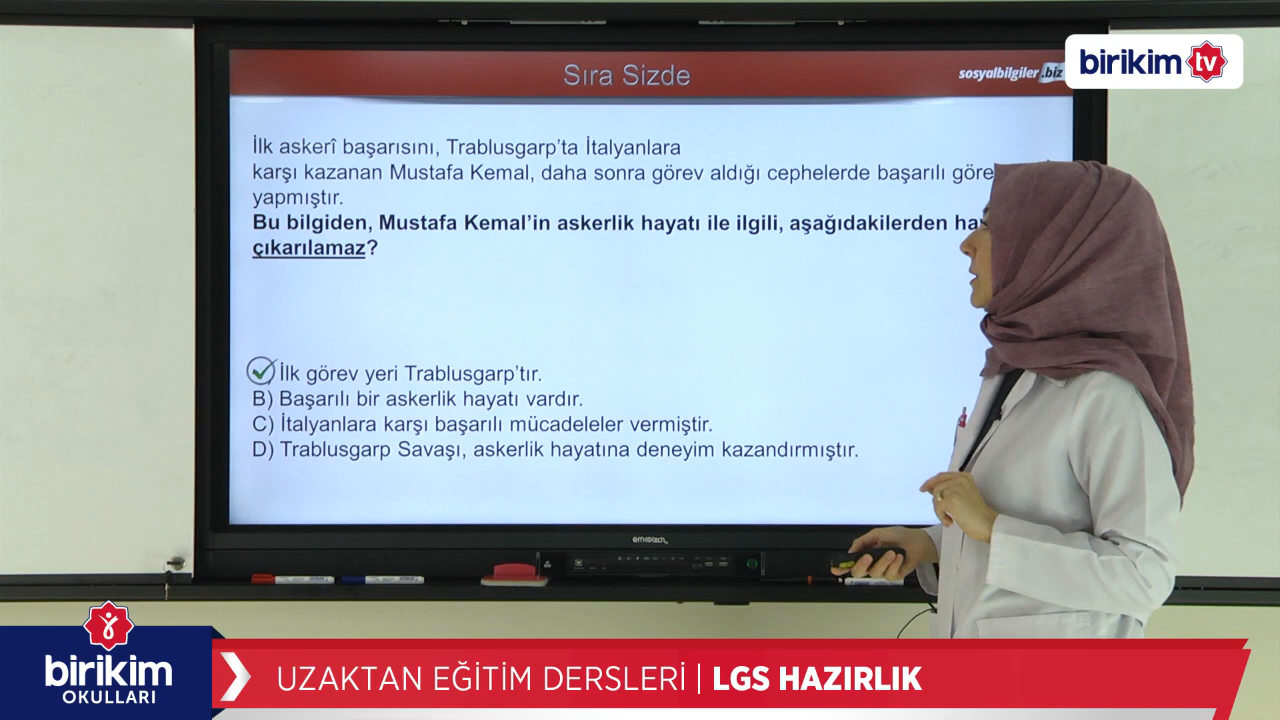 Sıra Sizde
sosyalbilgiler.biz
birikim tv
İlk askerî başarısını, Trablusgarp'ta İtalyanlara
karşı kazanan Mustafa Kemal, daha sonra görev aldığı cephelerde başarılı
yapmıştır.
Bu bilgiden, Mustafa Kemal'in askerlik hayatı ile ilgili, aşağıdakilerden
çıkarılamaz?
İlk görev yeri Trablusgarp'tır.
B) Başarılı bir askerlik hayatı vardır.
C) İtalyanlara karşı başarılı mücadeleler vermiştir.
D) Trablusgarp Savaşı, askerlik hayatına deneyim kazandırmıştır.
birikim
OKULLARI
UZAKTAN EĞİTİM DERSLERİ | LGS HAZIRLIK